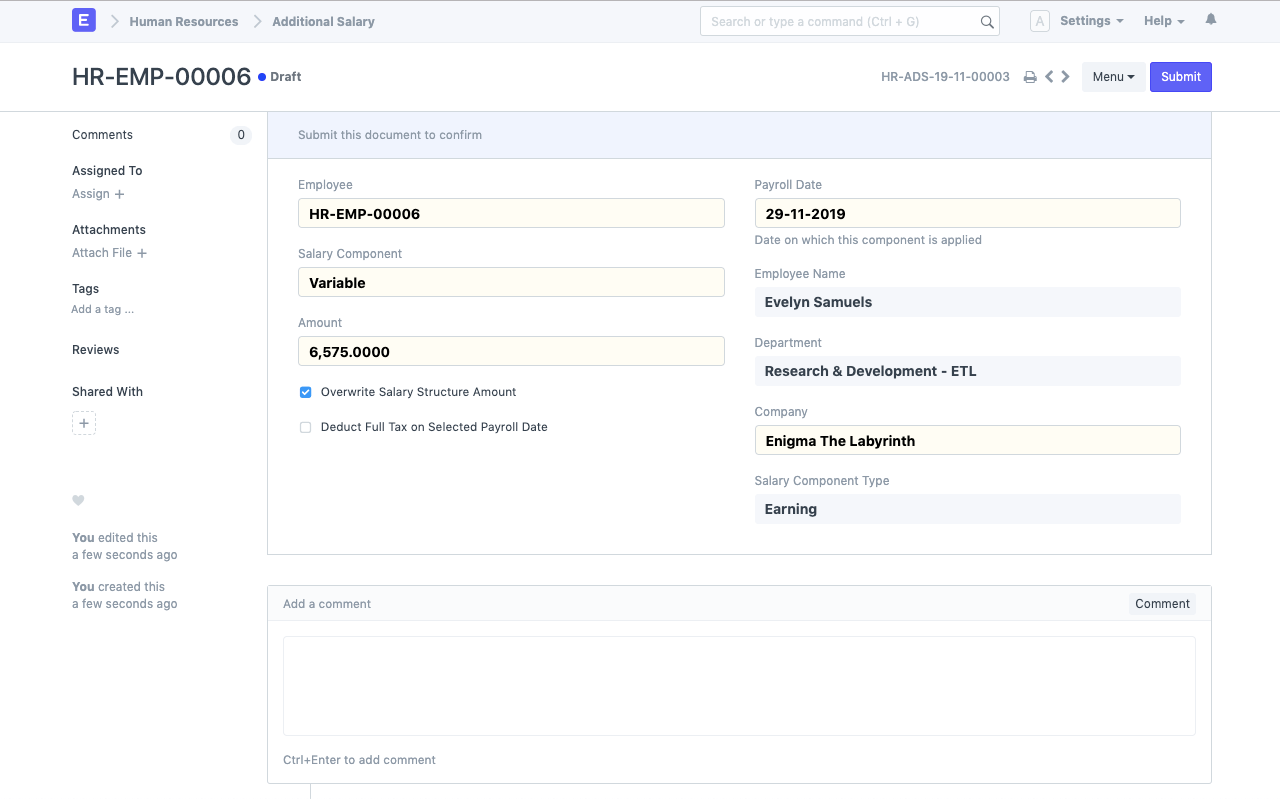 E Human Resources Additional Salary Search or type a command (Ctrl + G) A Settings Help
HR-EMP-00006 Draft HR-ADS-19-11-00003 Menu Submit
Comments 0
Assigned To
Assign +
Attachments
Attach File +
Tags
Add a tag ...
Reviews
Shared With
+
You edited this
a few seconds ago
You created this
a few seconds ago
Submit this document to confirm
Employee
HR-EMP-00006
Salary Component
Variable
Amount
6,575.0000
Overwrite Salary Structure Amount
Deduct Full Tax on Selected Payroll Date
Payroll Date
29-11-2019
Date on which this component is applied
Employee Name
Evelyn Samuels
Department
Research & Development - ETL
Company
Enigma The Labyrinth
Salary Component Type
Earning
Add a comment Comment
Ctrl+Enter to add comment